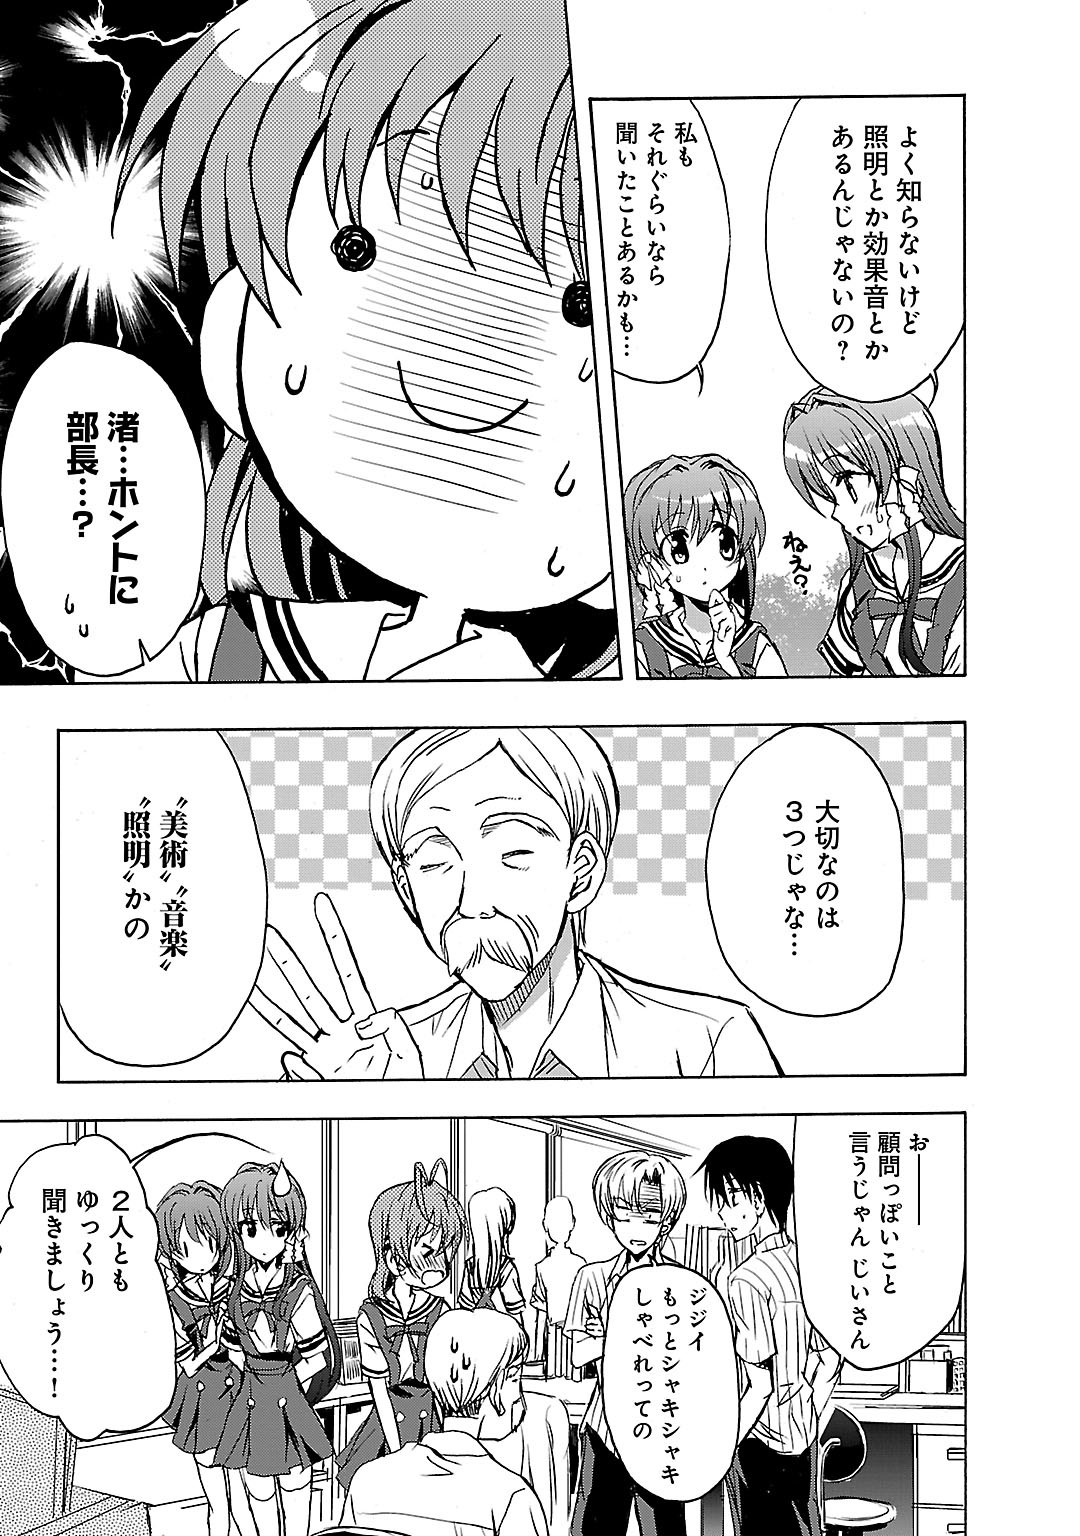 よく知らないけど
照明とか効果音とか
あるんじゃないの?
私も
それぐらいなら
聞いたことあるかも…
ねぇ?
渚…ホントに
部長…?
大切なのは
3つじゃな…
〝美術〟〝音楽〟
〝照明〟かの
おー
顧問っぽいこと
言うじゃん じいさん
ジジイ
もっとシャキシャキ
しゃべれっての
2人とも
ゆっくり
聞きましょう…!